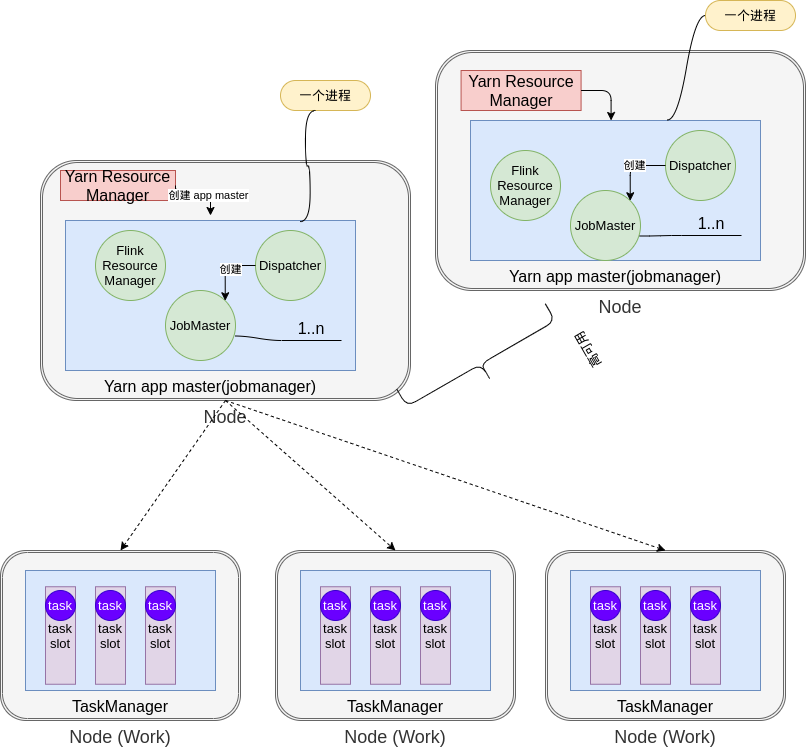 一个进程
Yarn Resource
Manager
创建
Dispatcher
Flink
Resource
Manager
JobMaster
1..n
Yarn app master(jobmanager)
Node
一个进程
Yarn Resource
Manager
创建 app master
Flink
Resource
Manager
创建
Dispatcher
JobMaster
1..n
Yarn app master(jobmanager)
Node
高可用
task
task
slot
task
task
slot
task
task
slot
TaskManager
Node (Work)
task
task
slot
task
task
slot
task
task
slot
TaskManager
Node (Work)
task
task
slot
task
task
slot
task
task
slot
TaskManager
Node (Work)